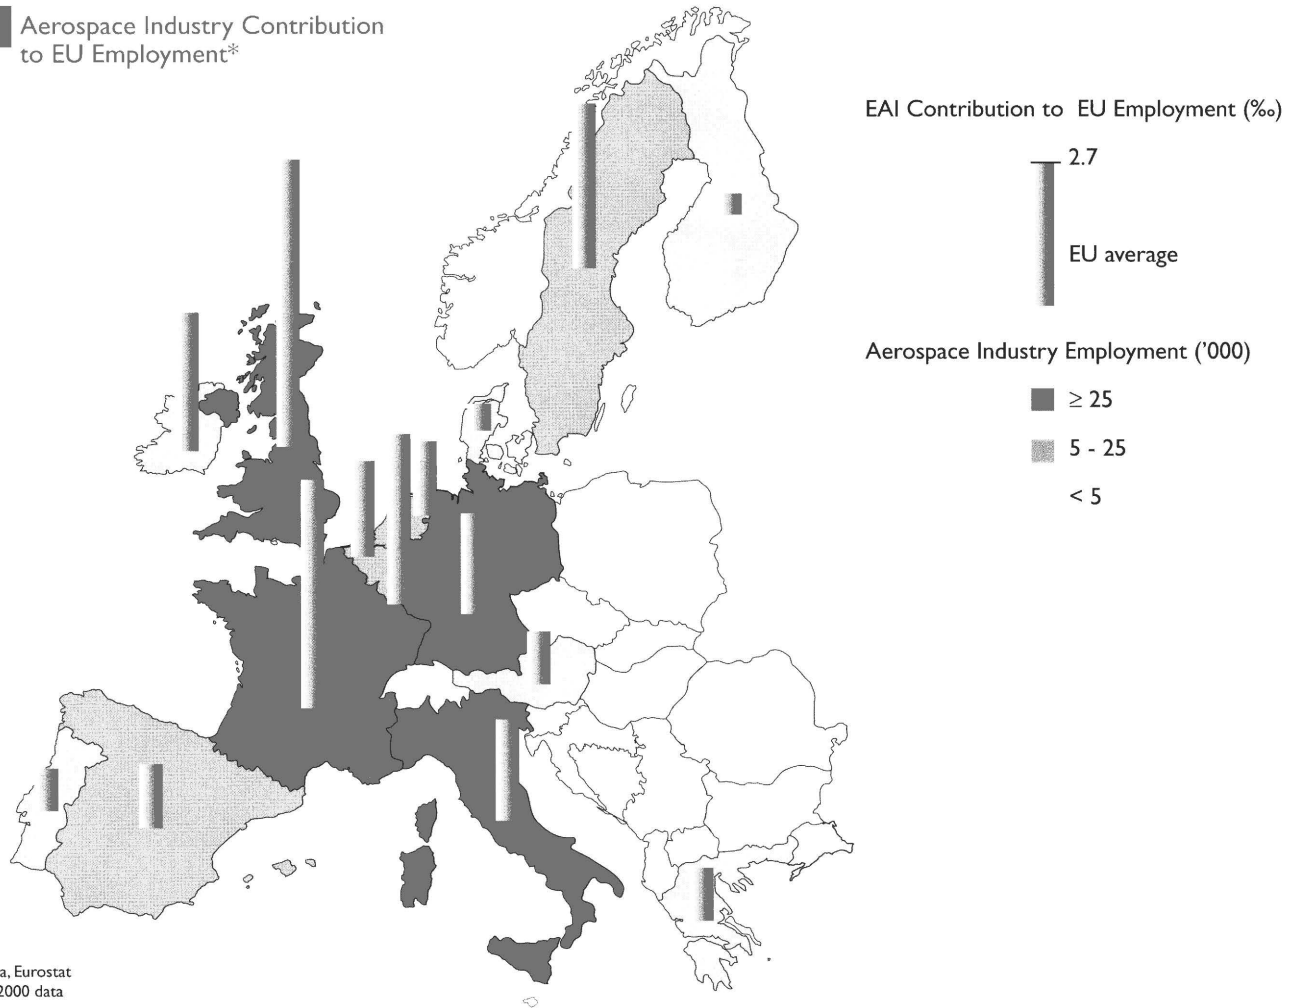 Aerospace Industry Contribution
to EU Employment*
EAI Contribution to EU Employment (‰)
2.7
EU average
Aerospace Industry Employment ('000)
≥ 25
5 - 25
< 5
a, Eurostat
2000 data